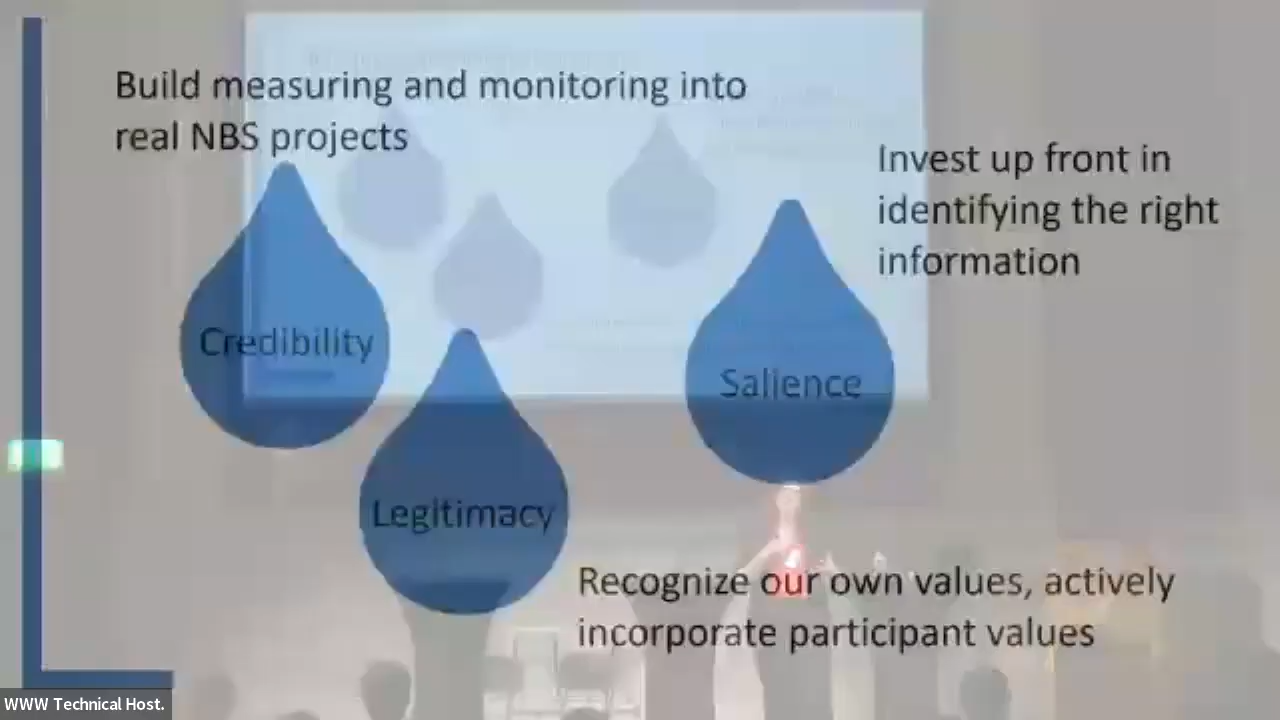 Build measuring and monitoring into
real NBS projects
Invest up front in
identifying the right
information
Credibility
Salience
Legitimacy
Recognize our own values, actively
incorporate participant values
WWW Technical Host.